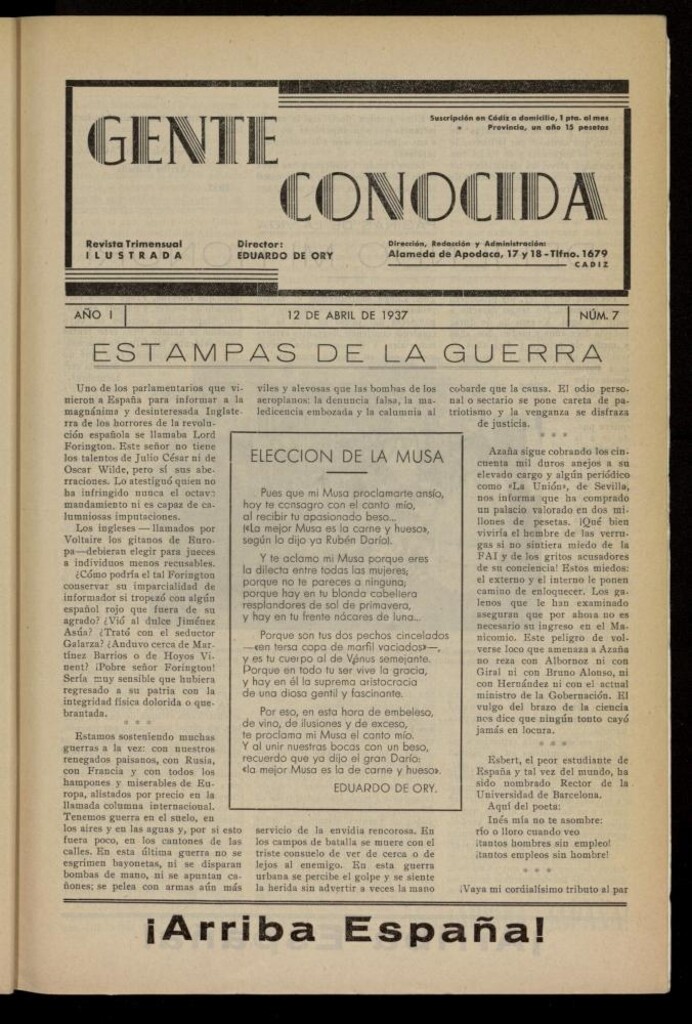 GENTE
CONOCIDA
Suscripción en Cádiz a domicilio, 1 pta. al mes
» Provincia, un año 15 pesetas
Revista Trimensual
ILUSTRADA
Director:
EDUARDO DE ORY
Dirección, Redacción y Administración:
Alameda de Apodaca, 17 y 18 - Tlfno. 1679
CADIZ
AÑO I
12 DE ABRIL DE 1937
NÚM. 7
ESTAMPAS DE LA GUERRA
Uno de los parlamentarios que vi-
nieron a España para informar a la
magnánima y desinteresada Inglate-
rra de los horrores de la revolu-
ción española se llamaba Lord
Forington. Este señor no tiene
los talentos de Julio César ni de
Oscar Wilde, pero sí sus abe-
rraciones. Lo atestiguó quien no
ha infringido nunca el octavo
mandamiento ni es capaz de ca-
lumniosas imputaciones.
Los ingleses — llamados por
Voltaire los gitanos de Euro-
pa—debieran elegir para jueces
a individuos menos recusables.
¿Cómo podría el tal Forington
conservar su imparcialidad de
informador si tropezó con algún
español rojo que fuera de su
agrado? ¿Vió al dulce Jiménez
Asúa? ¿Trató con el seductor
Galarza? ¿Anduvo cerca de Mar-
tínez Barrios o de Hoyos Vi-
nent? ¡Pobre señor Forington!
Sería muy sensible que hubiera
regresado a su patria con la
integridad física dolorida o que-
brantada.
* * *
Estamos sosteniendo muchas
guerras a la vez: con nuestros
renegados paisanos, con Rusia,
con Francia y con todos los
hampones y miserables de Eu-
ropa, alistados por precio en la
llamada columna internacional.
Tenemos guerra en el suelo, en
los aires y en las aguas y, por si esto
fuera poco, en los cantones de las
calles. En esta última guerra no se
esgrimen bayonetas, ni se disparan
bombas de mano, ni se apuntan ca-
ñones; se pelea con armas aún más
viles y alevosas que las bombas de los
aeroplanos: la denuncia falsa, la ma-
ledicencia embozada y la calumnia al
ELECCION DE LA MUSA
Pues que mi Musa proclamarte ansío,
hoy te consagro con el canto mío,
al recibir tu apasionado beso...
«La mejor Musa es la carne y hueso»,
según lo dijo ya Rubén Darío!.
Y te aclamo mi Musa porque eres
la dilecta entre todas las mujeres;
porque no te pareces a ninguna;
porque hay en tu blonda cabellera
resplandores de sol de primavera,
y hay en tu frente nácares de luna...
Porque son tus dos pechos cincelados
—«en tersa copa de marfil vaciados»—,
y es tu cuerpo al de Vénus semejante.
Porque en todo tu ser vive la gracia,
y hay en él la suprema aristocracia
de una diosa gentil y fascinante.
Por eso, en esta hora de embeleso,
de vino, de ilusiones y de exceso,
te proclama mi Musa el canto mío.
Y al unir nuestras bocas con un beso,
recuerdo que ya dijo el gran Darío:
«la mejor Musa es la de carne y hueso».
EDUARDO DE ORY.
servicio de la envidia rencorosa. En
los campos de batalla se muere con el
triste consuelo de ver de cerca o de
lejos al enemigo. En esta guerra
urbana se percibe el golpe y se siente
la herida sin advertir a veces la mano
cobarde que la causa. El odio perso-
nal o sectario se pone careta de pa-
triotismo y la venganza se disfraza
de justicia.
* * *
Azaña sigue cobrando los cin-
cuenta mil duros anejos a su
elevado cargo y algún periódico
como «La Unión», de Sevilla,
nos informa que ha comprado
un palacio valorado en dos mi-
llones de pesetas. ¡Qué bien
viviría el hombre de las verru-
gas si no sintiera miedo de la
FAI y de los gritos acusadores
de su conciencia! Estos miedos:
el externo y el interno le ponen
camino de enloquecer. Los ga-
lenos que le han examinado
aseguran que por ahora no es
necesario su ingreso en el Ma-
nicomio. Este peligro de vol-
verse loco que amenaza a Azaña
no reza con Albornoz ni con
Giral ni con Bruno Alonso, ni
con Hernández ni con el actual
ministro de la Gobernación. El
vulgo del brazo de la ciencia
nos dice que ningún tonto cayó
jamás en locura.
* * *
Esbert, el peor estudiante de
España y tal vez del mundo, ha
sido nombrado Rector de la
Universidad de Barcelona.
Aquí del poeta:
Inés mía no te asombre:
río o lloro cuando veo
¡tantos hombres sin empleo!
¡tantos empleos sin hombre!
* * *
¡Vaya mi cordialísimo tributo al par
¡Arriba España!